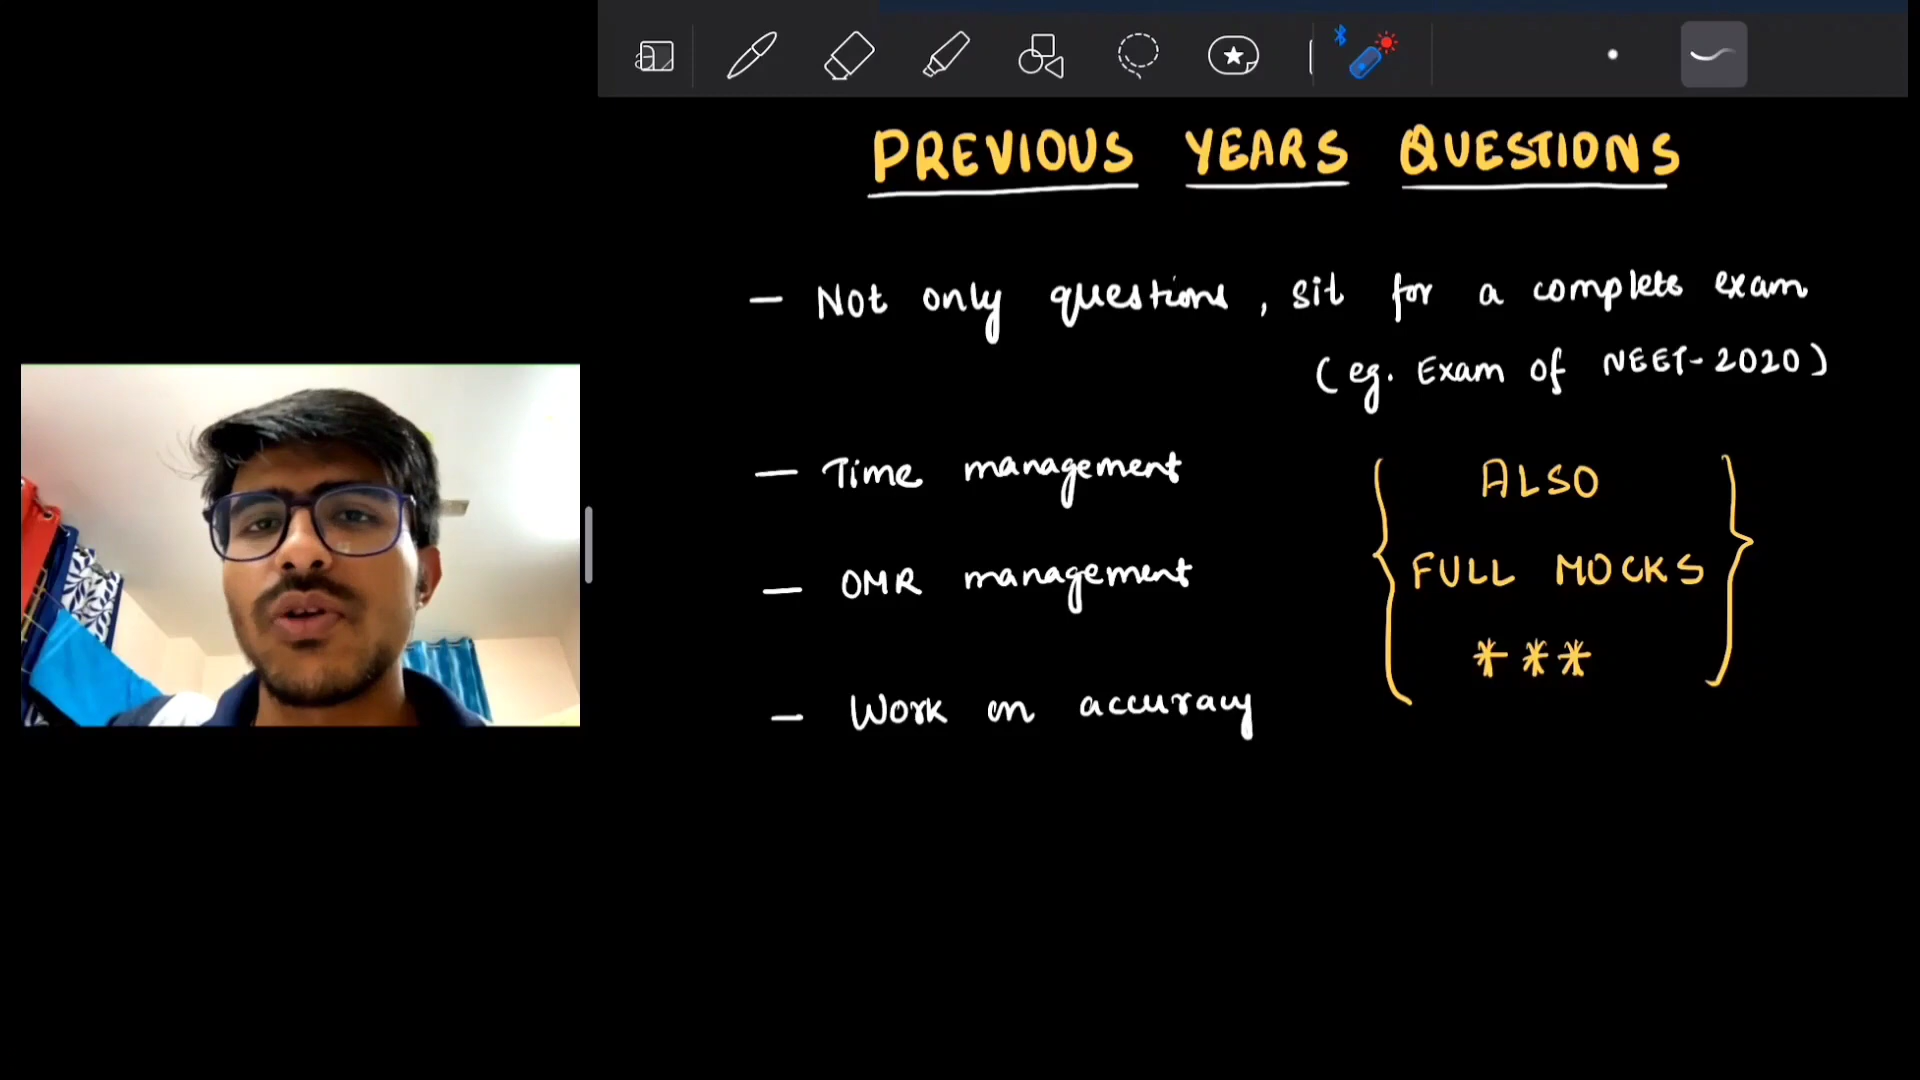 PREVIOUS YEARS QUESTIONS
— Not only questions, sit for a complete exam
(eg. Exam of NEET-2020)
— Time management
— OMR management
— Work on accuracy
{ ALSO
FULL MOCKS
*** }